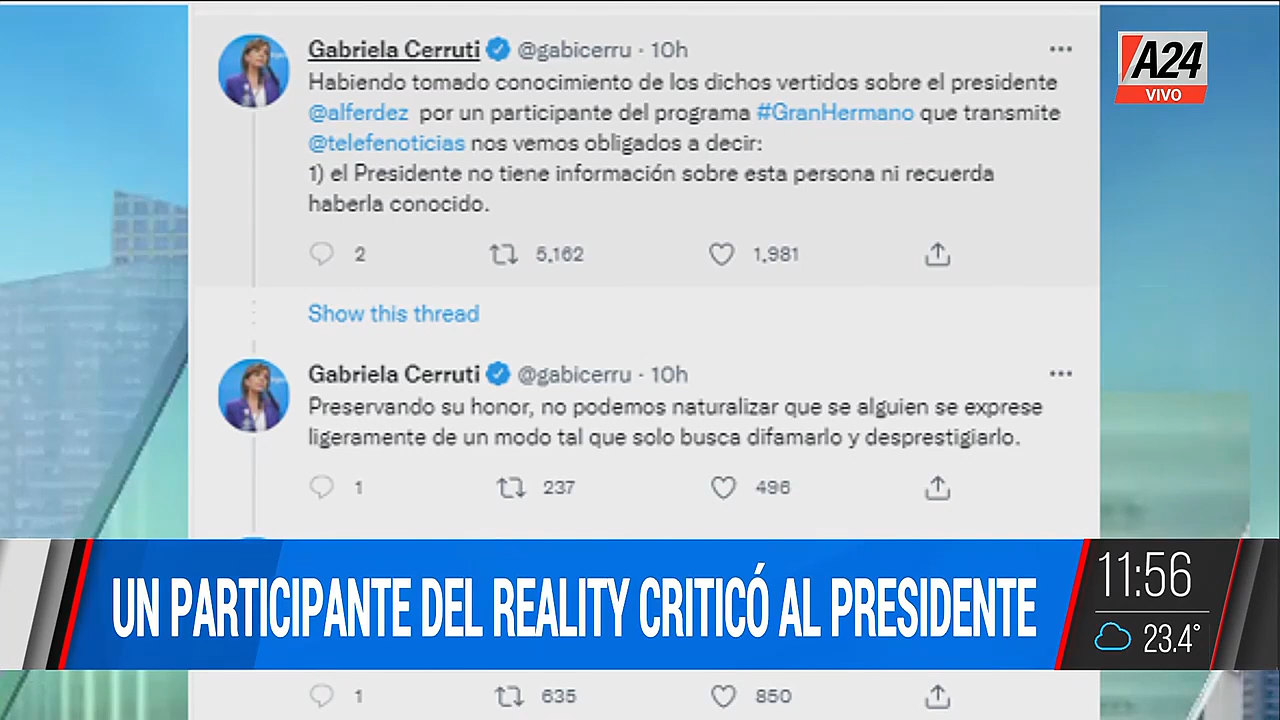 Gabriela Cerruti @gabicerru · 10h
Habiendo tomado conocimiento de los dichos vertidos sobre el presidente
@alferdez por un participante del programa #GranHermano que transmite
@telefenoticias nos vemos obligados a decir:
1) el Presidente no tiene información sobre esta persona ni recuerda
haberla conocido.
2 5,162 1,981
Show this thread
Gabriela Cerruti @gabicerru · 10h
Preservando su honor, no podemos naturalizar que se alguien se exprese
ligeramente de un modo tal que solo busca difamarlo y desprestigiarlo.
1 237 496
A24
VIVO
UN PARTICIPANTE DEL REALITY CRITICÓ AL PRESIDENTE
11:56
23.4°
1 635 850